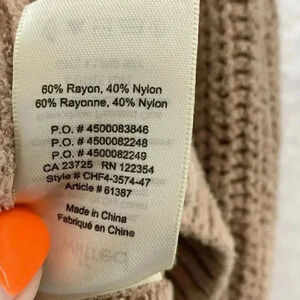 60% Rayon, 40% Nylon
60% Rayonne, 40% Nylon
P.O. # 4500083846
P.O. # 4500082248
P.O. # 4500082249
CA 23725 RN 122354
Style # CHF4-3574-47
Article # 61387
Made in China
Fabriqué en Chine
wilfred